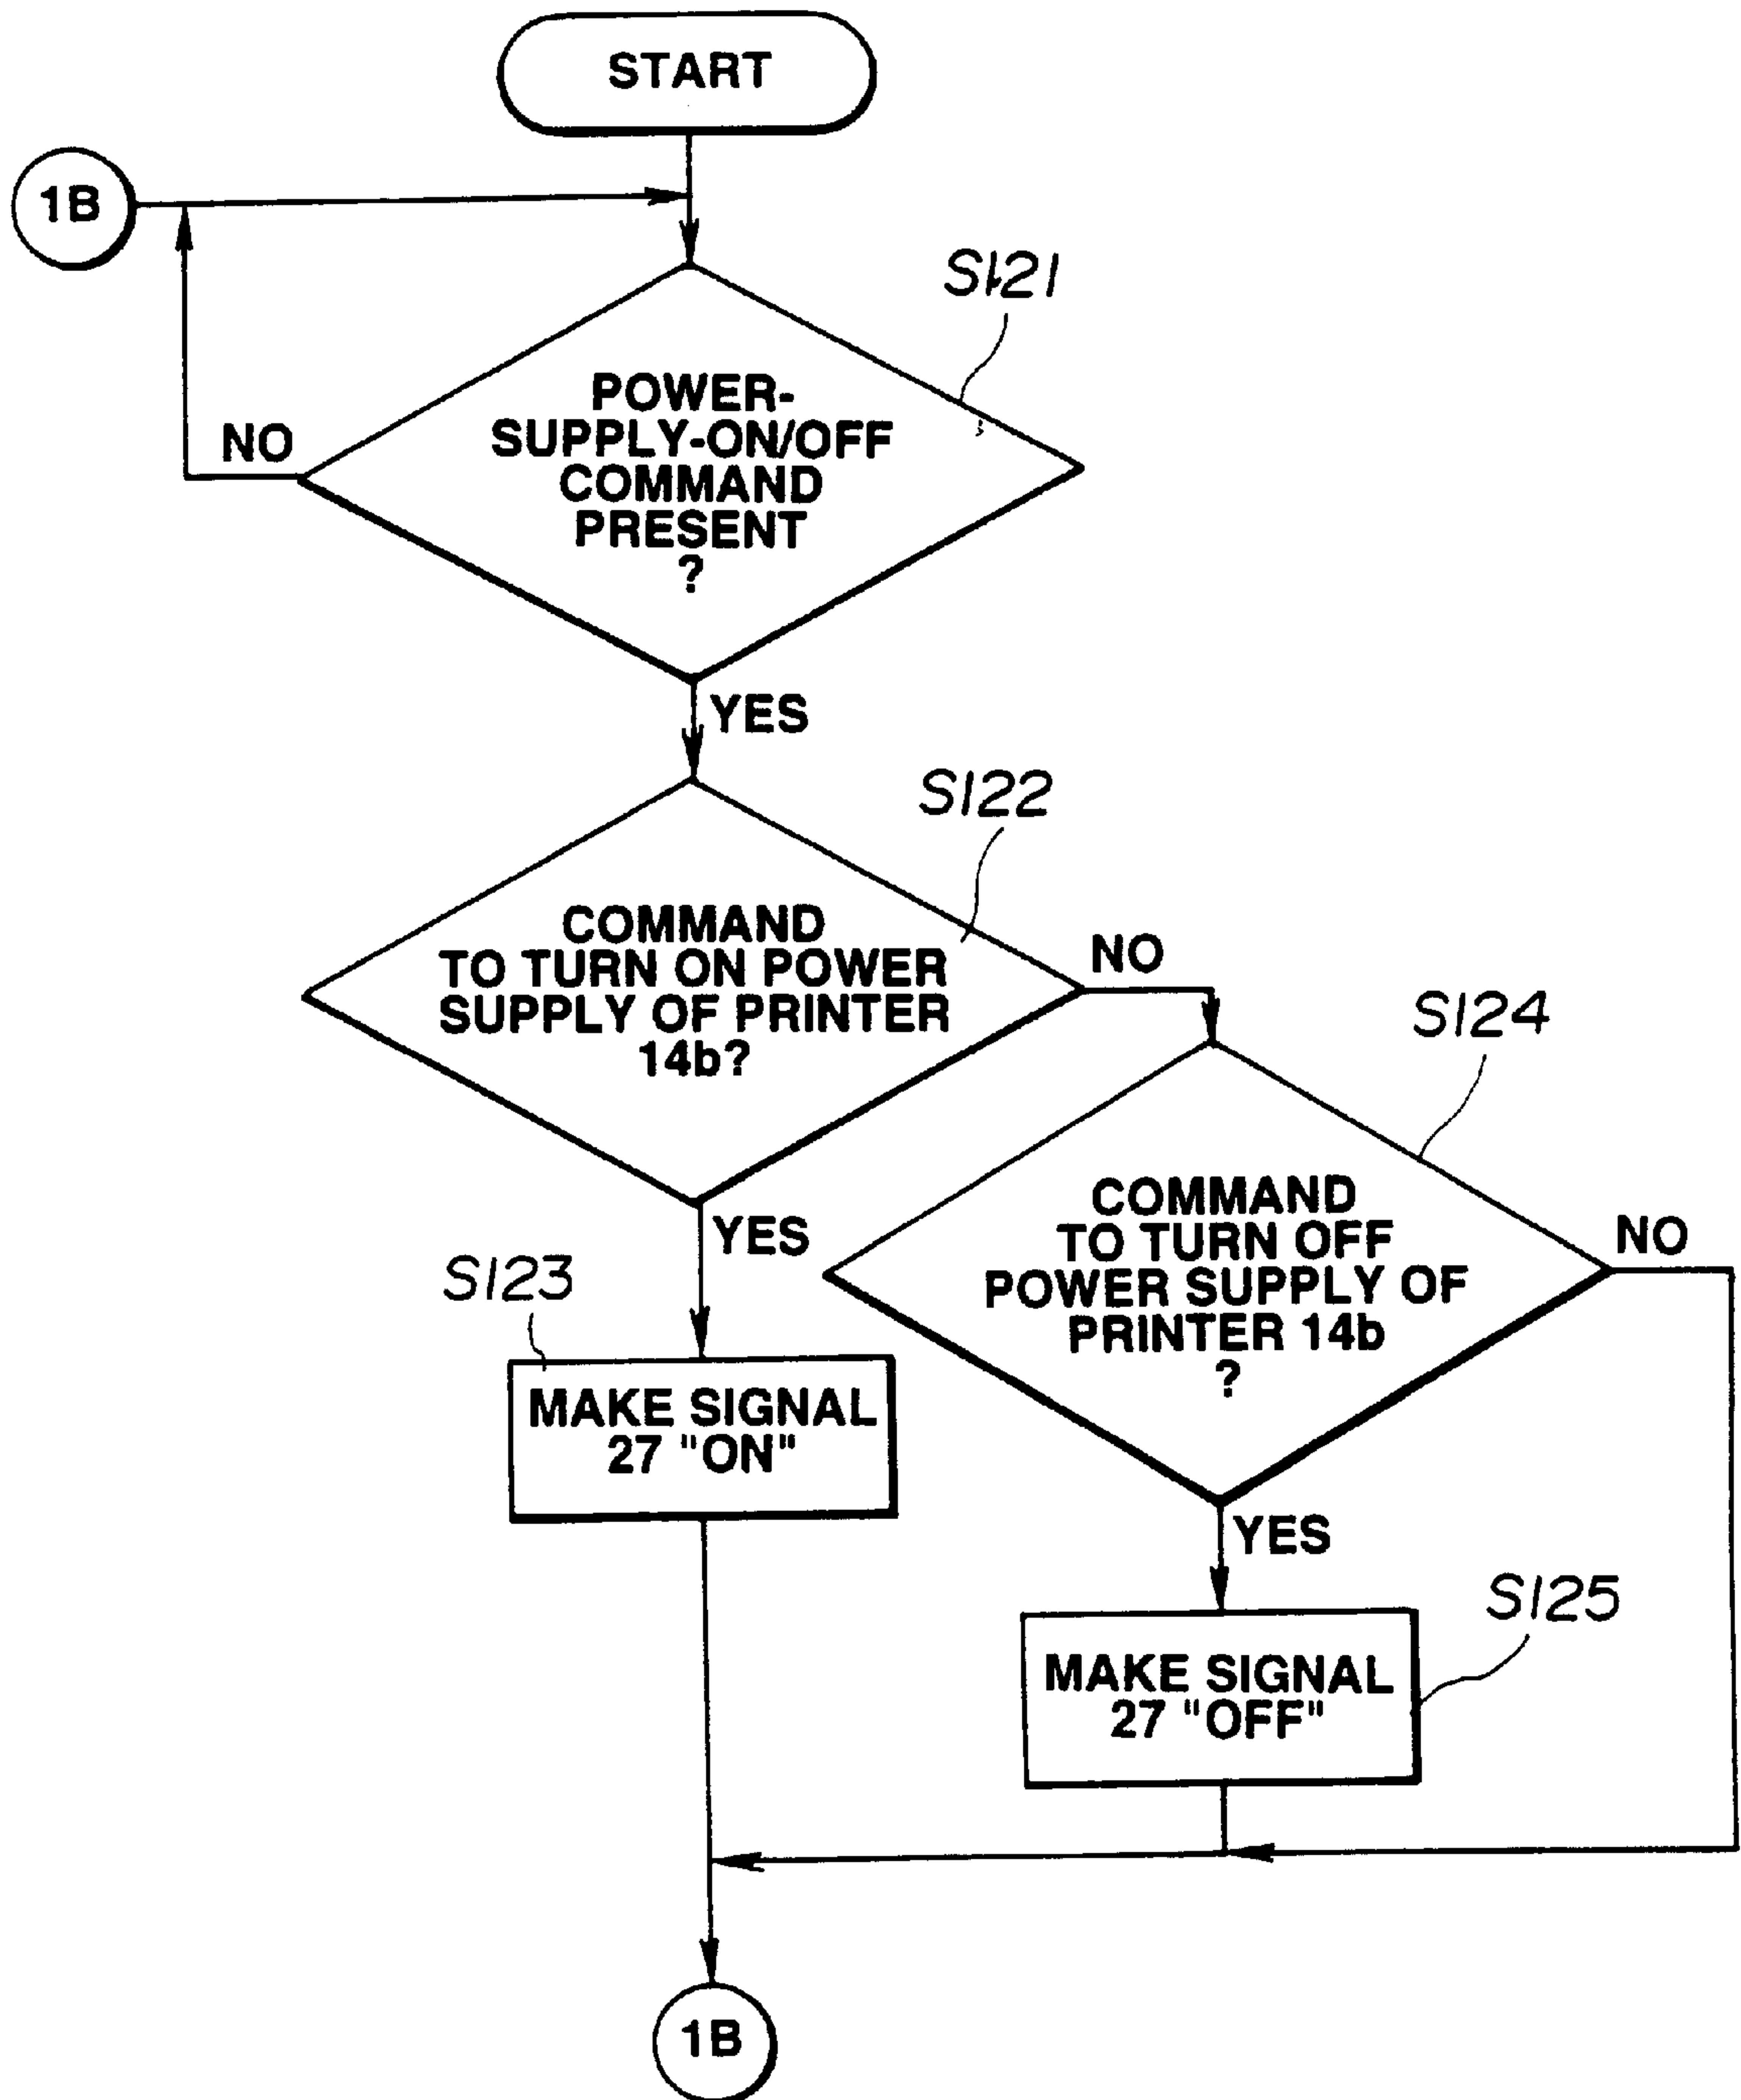 START
1B
S121
POWER-
SUPPLY-ON/OFF
COMMAND
PRESENT
?
NO
YES
S122
COMMAND
TO TURN ON POWER
SUPPLY OF PRINTER
14b?
NO
YES
S124
COMMAND
TO TURN OFF
POWER SUPPLY OF
PRINTER 14b
?
NO
YES
S123
MAKE SIGNAL
27 "ON"
S125
MAKE SIGNAL
27 "OFF"
1B